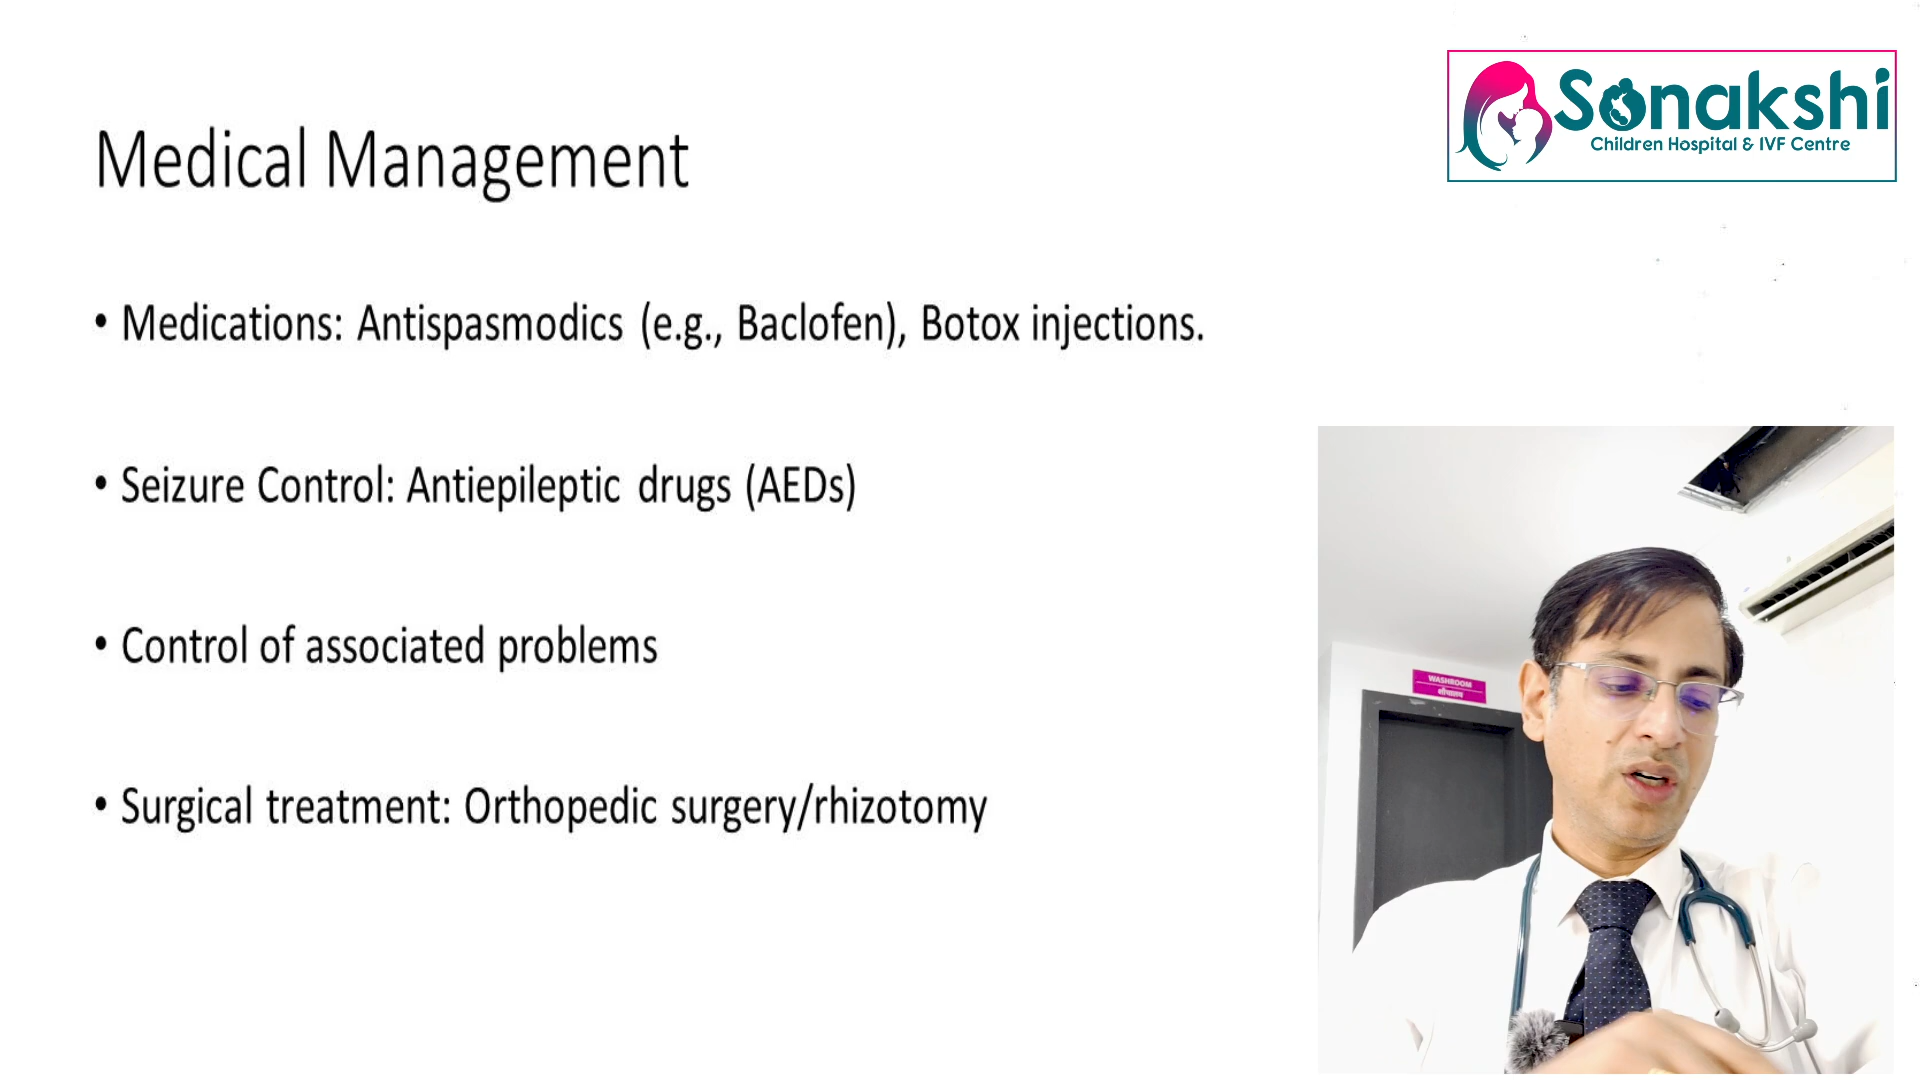 Sonakshi
Children Hospital & IVF Centre
Medical Management
• Medications: Antispasmodics (e.g., Baclofen), Botox injections.
• Seizure Control: Antiepileptic drugs (AEDs)
• Control of associated problems
• Surgical treatment: Orthopedic surgery/rhizotomy
WASHROOM
शौचालय